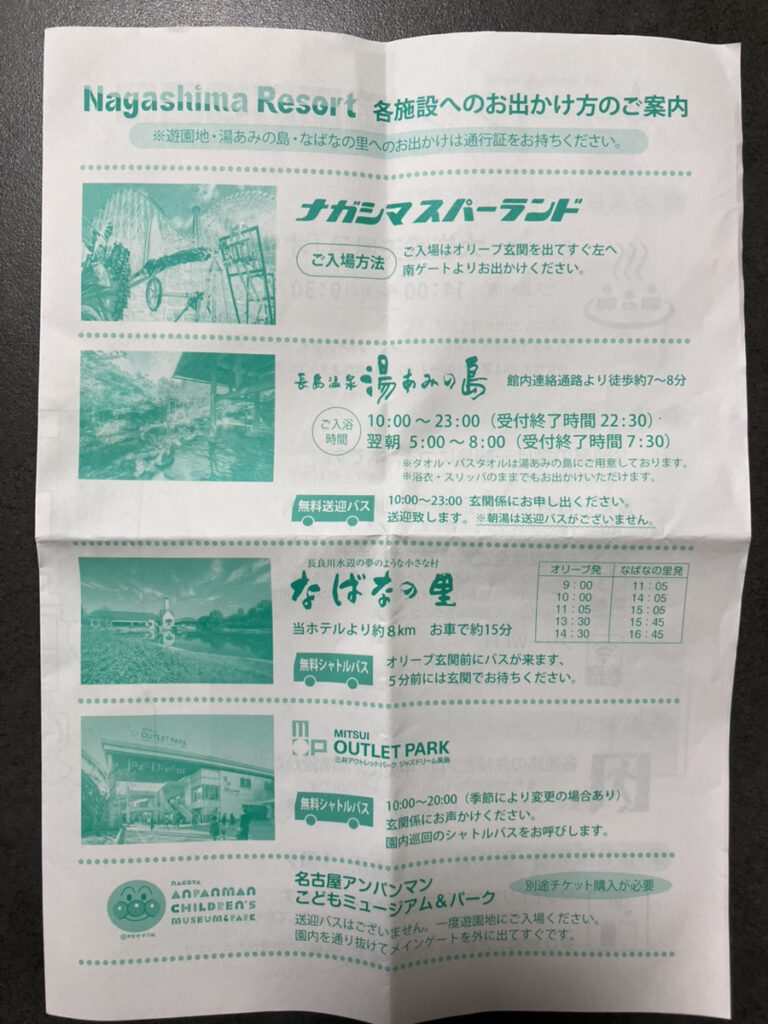 Nagashima Resort 各施設へのお出かけ方のご案内
※遊園地・湯あみの島・なばなの里へのお出かけは通行証をお持ちください。
ナガシマスパーランド
ご入場方法
ご入場はオリーブ玄関を出てすぐ左へ
南ゲートよりお出かけください。
長島温泉 湯あみの島 館内連絡通路より徒歩約7〜8分
ご入浴
時間
10:00 〜 23:00(受付終了時間 22:30)
翌朝 5:00 〜 8:00(受付終了時間 7:30)
※タオル・バスタオルは湯あみの島にご用意しております。
※浴衣・スリッパのままでもお出かけいただけます。
無料送迎バス
10:00〜23:00 玄関係にお申し出ください。
送迎致します。※朝湯は送迎バスがございません。
長良川水辺の夢のような小さな村
なばなの里
当ホテルより約8km お車で約15分
オリーブ発 なばなの里発
9:00 11:05
10:00 14:05
11:05 15:05
13:30 15:45
14:30 16:45
無料シャトルバス
オリーブ玄関前にバスが来ます、
5分前には玄関でお待ちください。
MITSUI
OUTLET PARK
三井アウトレットパーク ジャズドリーム長島
OUTLET PARK
Jazz Dream
無料シャトルバス
10:00〜20:00(季節により変更の場合あり)
玄関係にお声かけください。
園内巡回のシャトルバスをお呼びします。
NAGOYA
ANPANMAN
CHILDREN'S
MUSEUM&PARK
名古屋アンパンマン
こどもミュージアム&パーク
別途チケット購入が必要
送迎バスはございません。一度遊園地にご入場ください。
園内を通り抜けてメインゲートを外に出てすぐです。